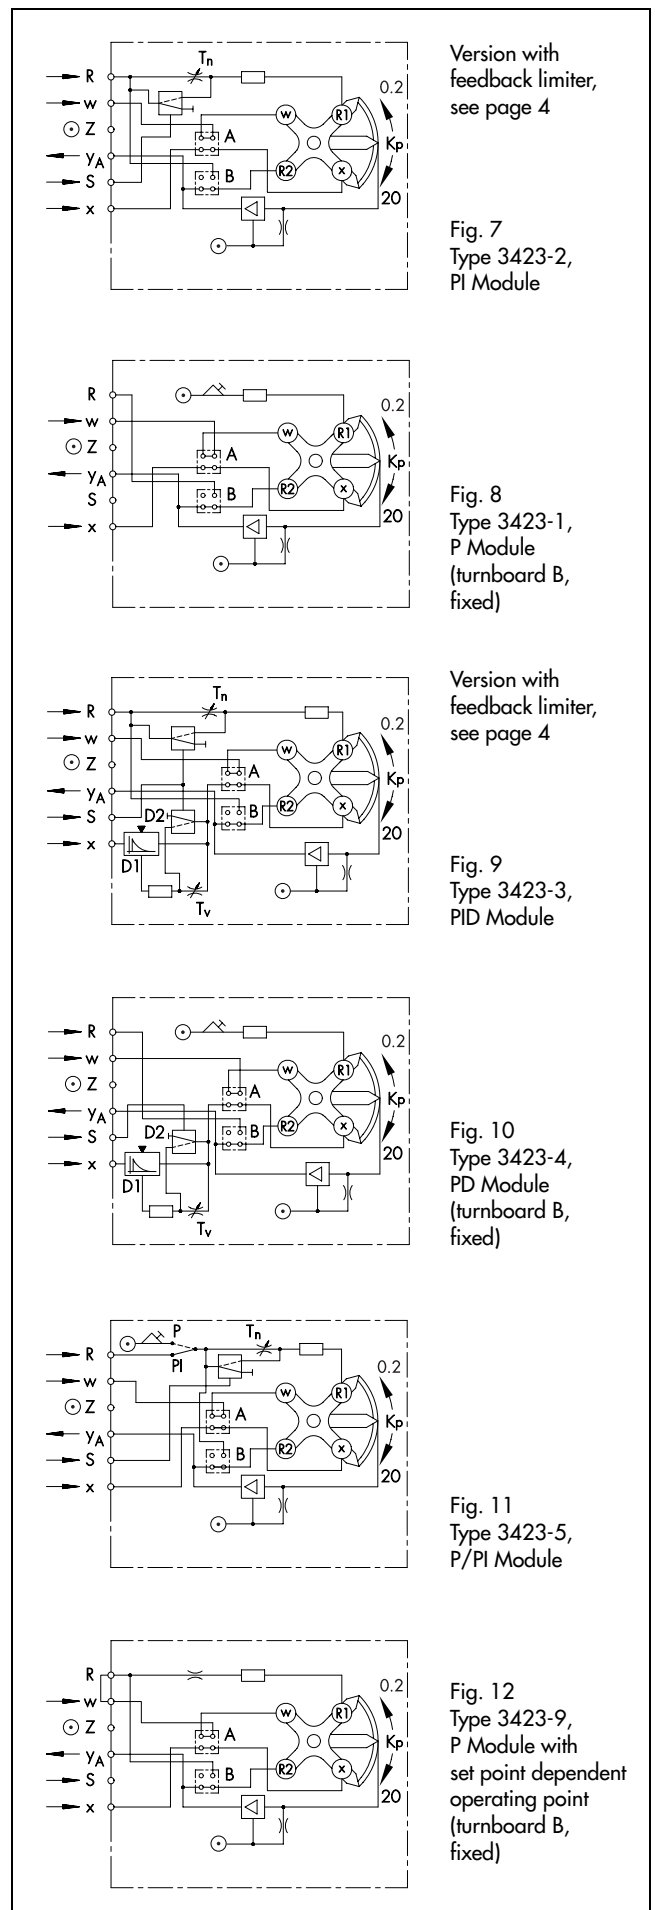 Tn
R
w
Z
yA
S
x
A
B
w
R1
R2
x
0.2
Kp
20
Version with
feedback limiter,
see page 4
Fig. 7
Type 3423-2,
PI Module
R
w
Z
yA
S
x
A
B
w
R1
R2
x
0.2
Kp
20
Fig. 8
Type 3423-1,
P Module
(turnboard B,
fixed)
Tn
R
w
Z
yA
S
x
D2
D1
Tv
A
B
w
R1
R2
x
0.2
Kp
20
Version with
feedback limiter,
see page 4
Fig. 9
Type 3423-3,
PID Module
R
w
Z
yA
S
x
D2
D1
Tv
A
B
w
R1
R2
x
0.2
Kp
20
Fig. 10
Type 3423-4,
PD Module
(turnboard B,
fixed)
P
PI
Tn
R
w
Z
yA
S
x
A
B
w
R1
R2
x
0.2
Kp
20
Fig. 11
Type 3423-5,
P/PI Module
R
w
Z
yA
S
x
A
B
w
R1
R2
x
0.2
Kp
20
Fig. 12
Type 3423-9,
P Module with
set point dependent
operating point
(turnboard B,
fixed)